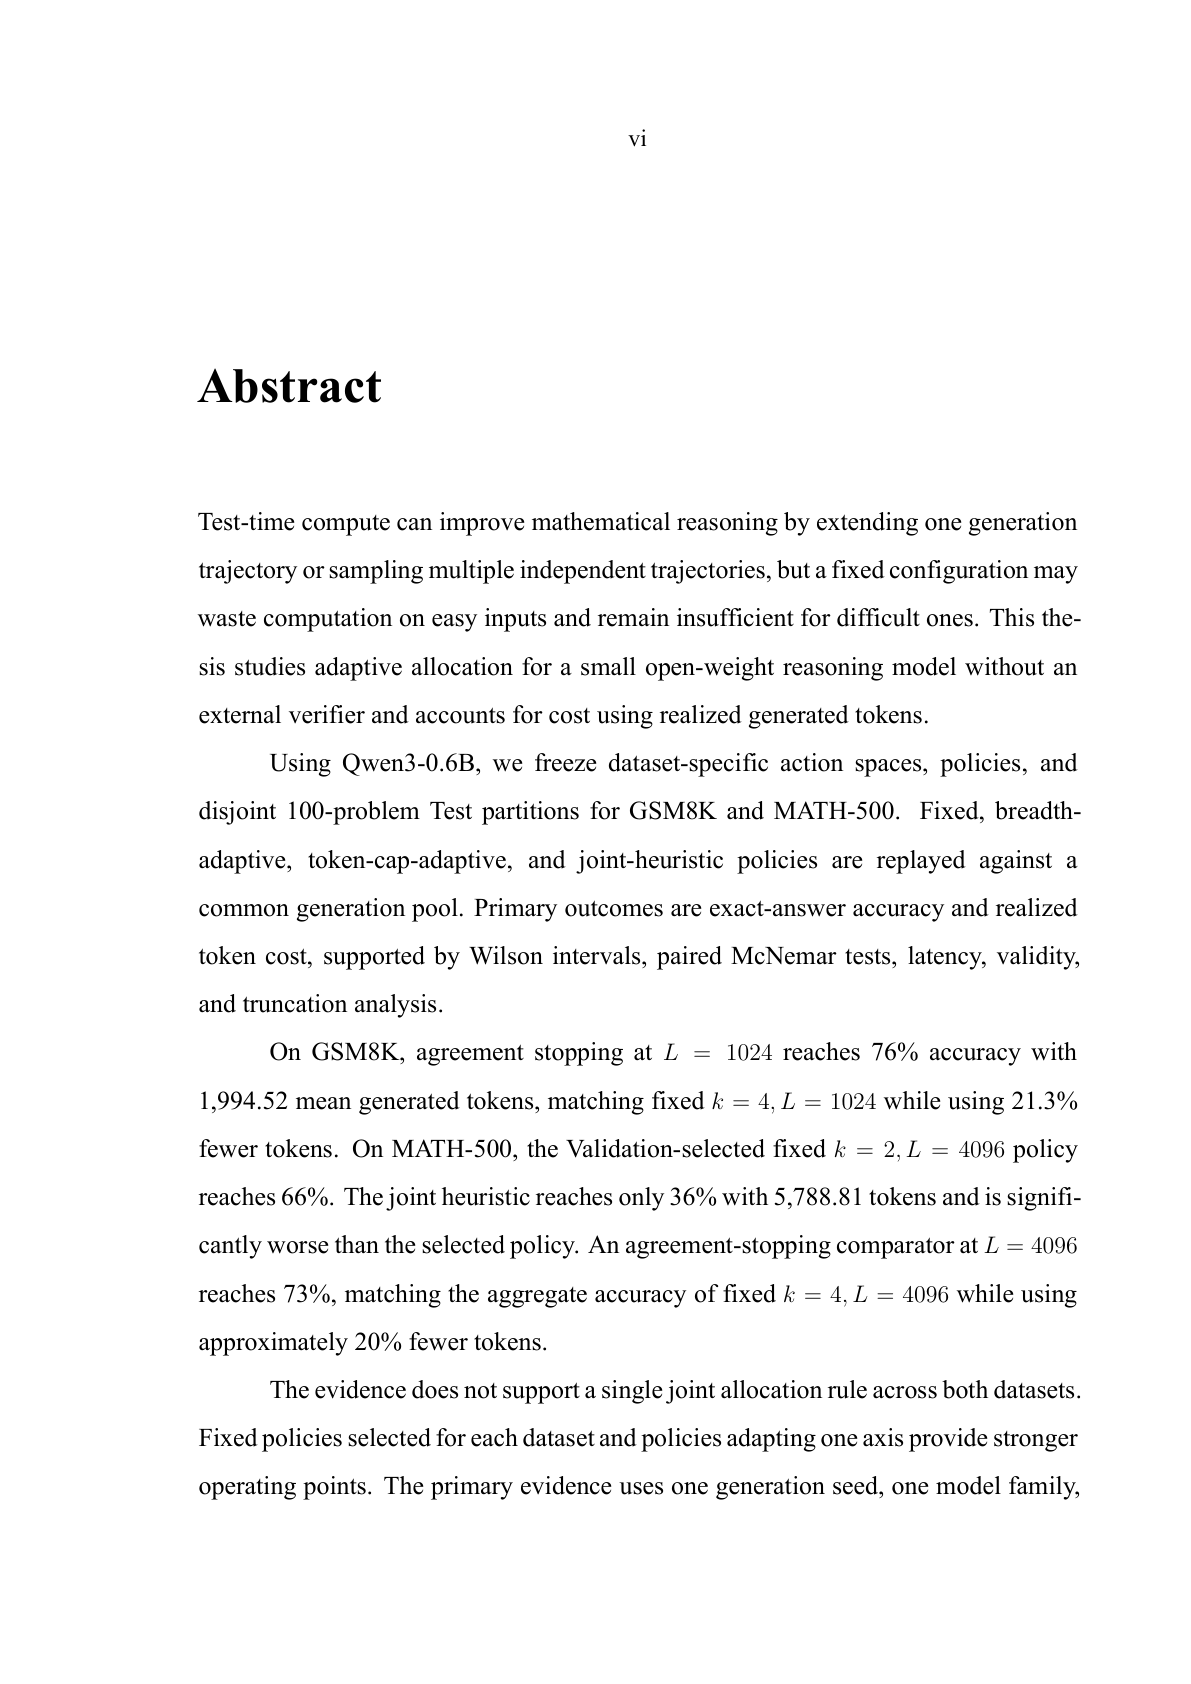 vi
Abstract
Test-time compute can improve mathematical reasoning by extending one generation
trajectory or sampling multiple independent trajectories, but a fixed configuration may
waste computation on easy inputs and remain insufficient for difficult ones. This the-
sis studies adaptive allocation for a small open-weight reasoning model without an
external verifier and accounts for cost using realized generated tokens.
Using Qwen3-0.6B, we freeze dataset-specific action spaces, policies, and
disjoint 100-problem Test partitions for GSM8K and MATH-500. Fixed, breadth-
adaptive, token-cap-adaptive, and joint-heuristic policies are replayed against a
common generation pool. Primary outcomes are exact-answer accuracy and realized
token cost, supported by Wilson intervals, paired McNemar tests, latency, validity,
and truncation analysis.
On GSM8K, agreement stopping at L = 1024 reaches 76% accuracy with
1,994.52 mean generated tokens, matching fixed k = 4, L = 1024 while using 21.3%
fewer tokens. On MATH-500, the Validation-selected fixed k = 2, L = 4096 policy
reaches 66%. The joint heuristic reaches only 36% with 5,788.81 tokens and is signifi-
cantly worse than the selected policy. An agreement-stopping comparator at L = 4096
reaches 73%, matching the aggregate accuracy of fixed k = 4, L = 4096 while using
approximately 20% fewer tokens.
The evidence does not support a single joint allocation rule across both datasets.
Fixed policies selected for each dataset and policies adapting one axis provide stronger
operating points. The primary evidence uses one generation seed, one model family,